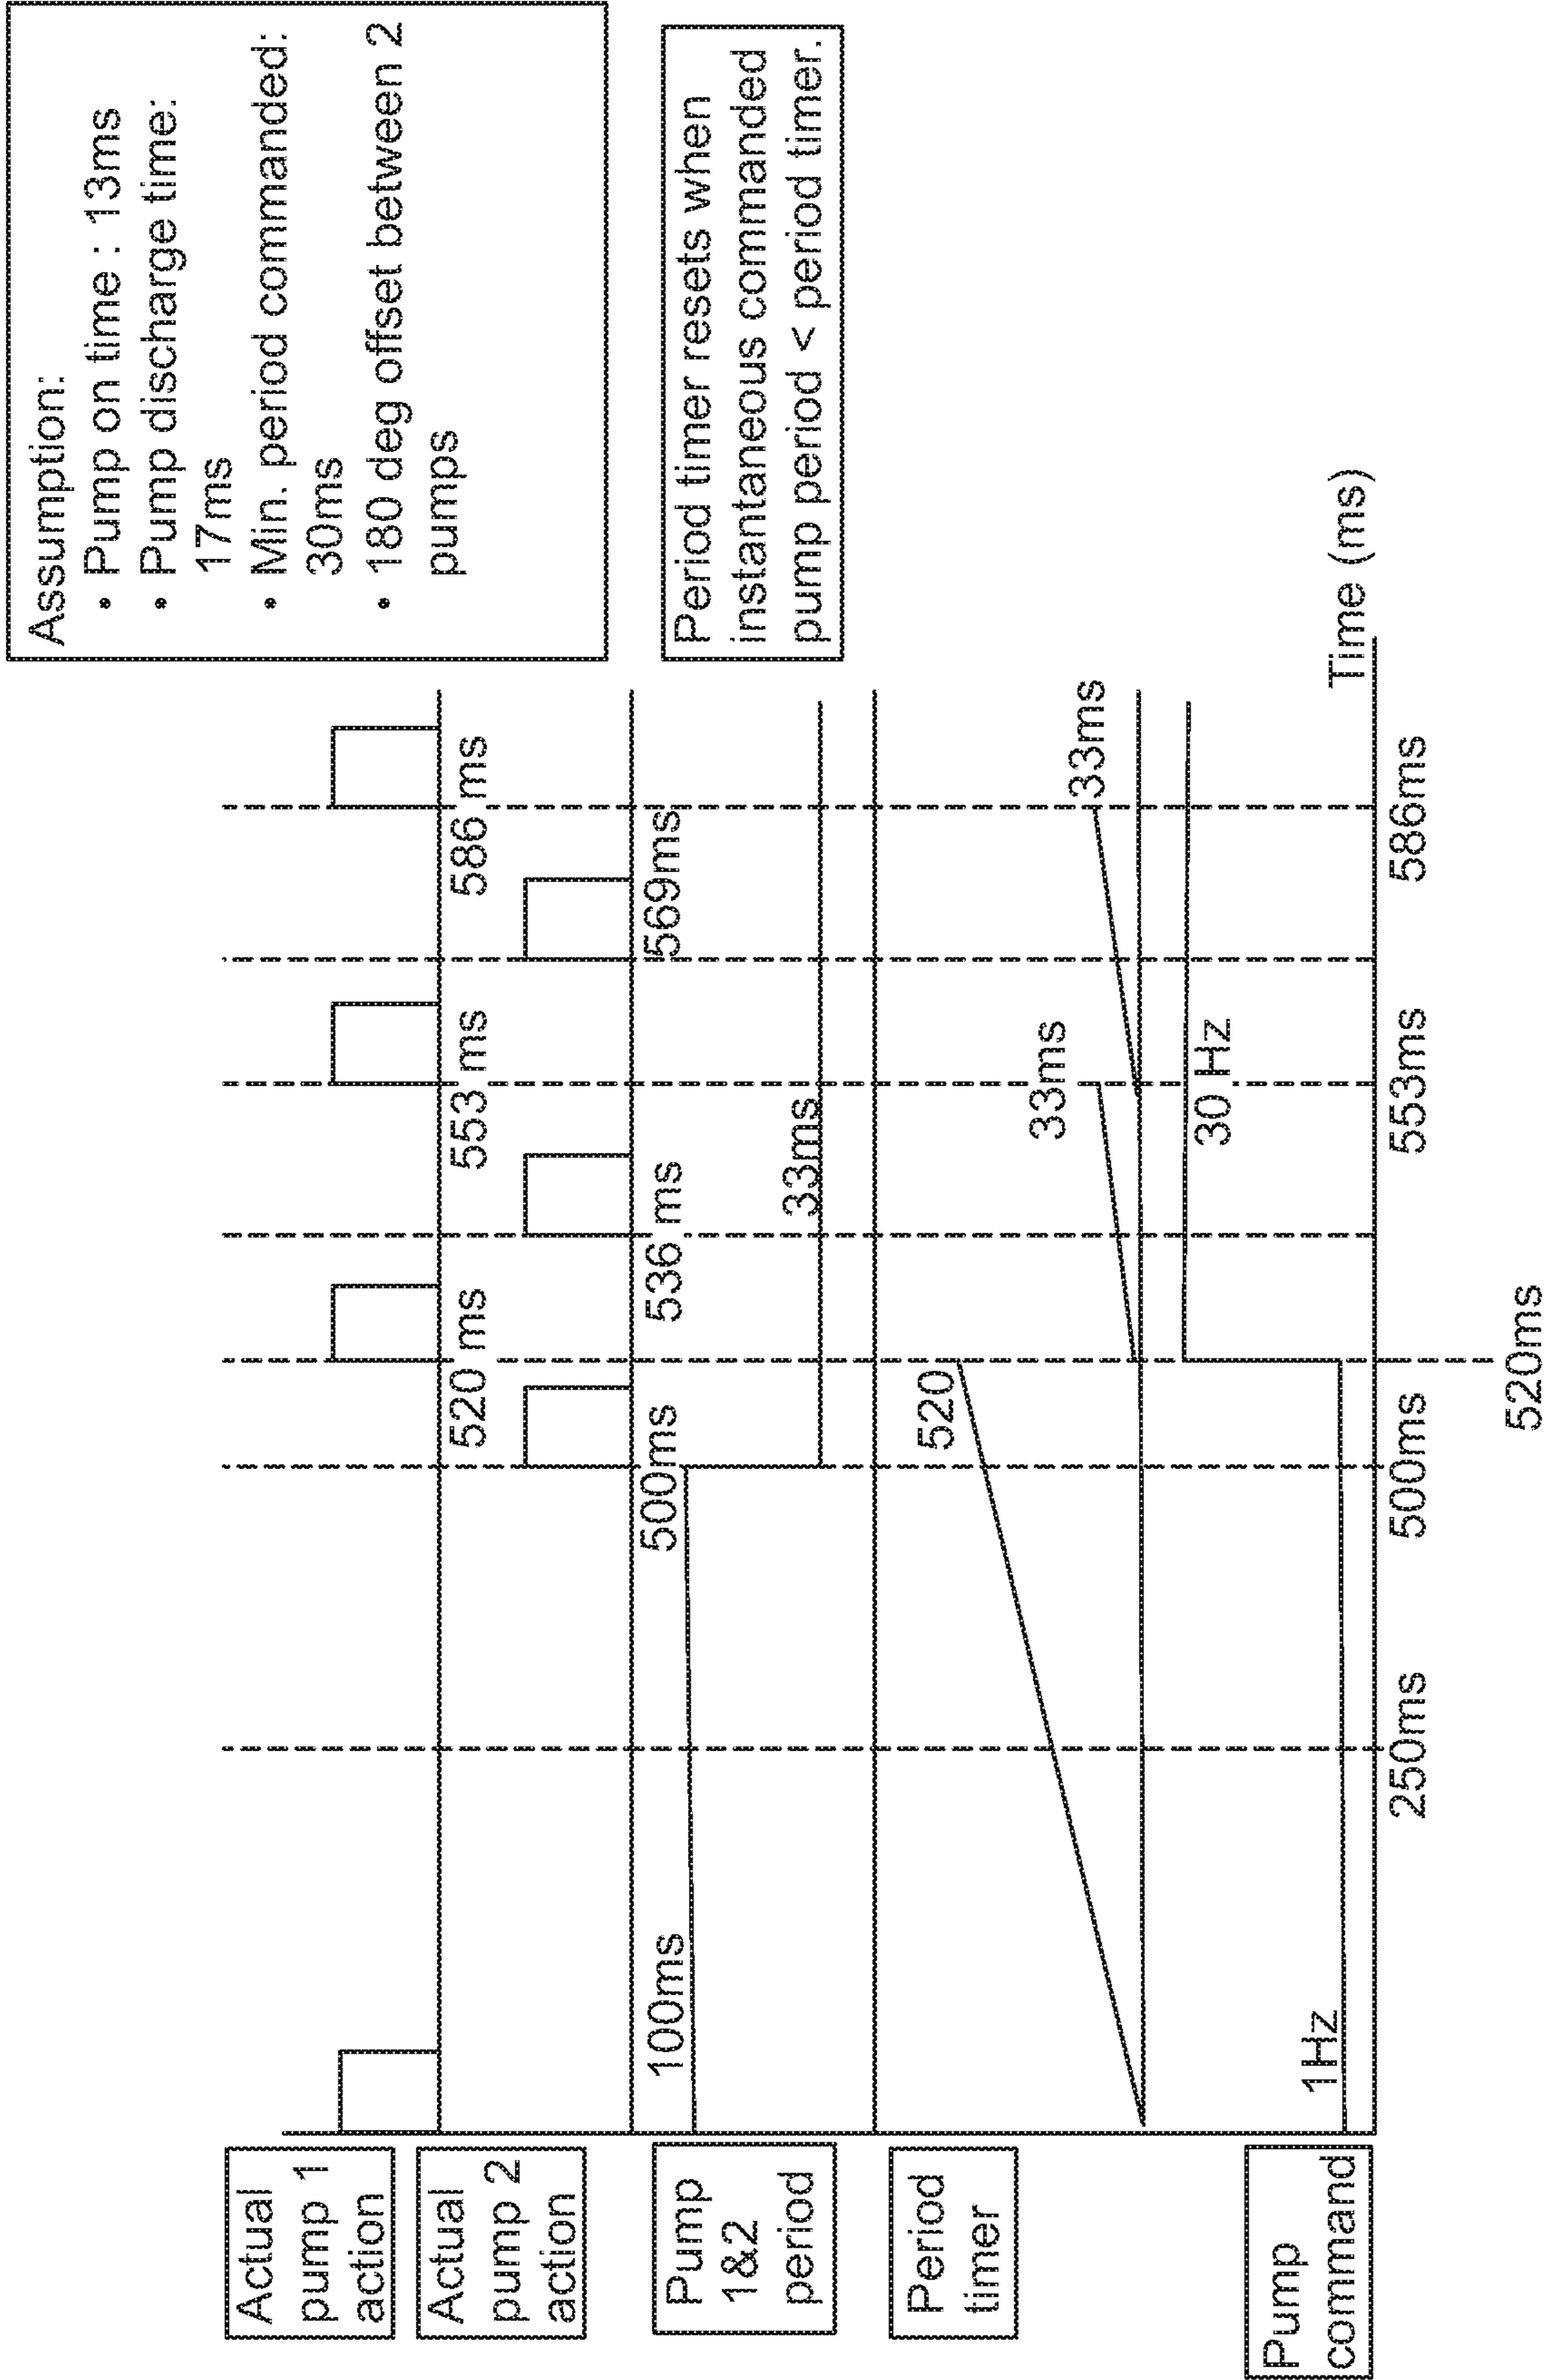 Assumption:
• Pump on time : 13ms
• Pump discharge time:
17ms
• Min. period commanded:
30ms
• 180 deg offset between 2
pumps
Period timer resets when
instantaneous commanded
pump period < period timer.
Actual
pump 1
action
520 ms
553 ms
586 ms
Actual
pump 2
action
500ms
536 ms
569ms
Pump
1&2
period
100ms
33ms
Period
timer
520
33ms
33ms
Pump
command
1Hz
30 Hz
Time (ms)
250ms
500ms
520ms
553ms
586ms